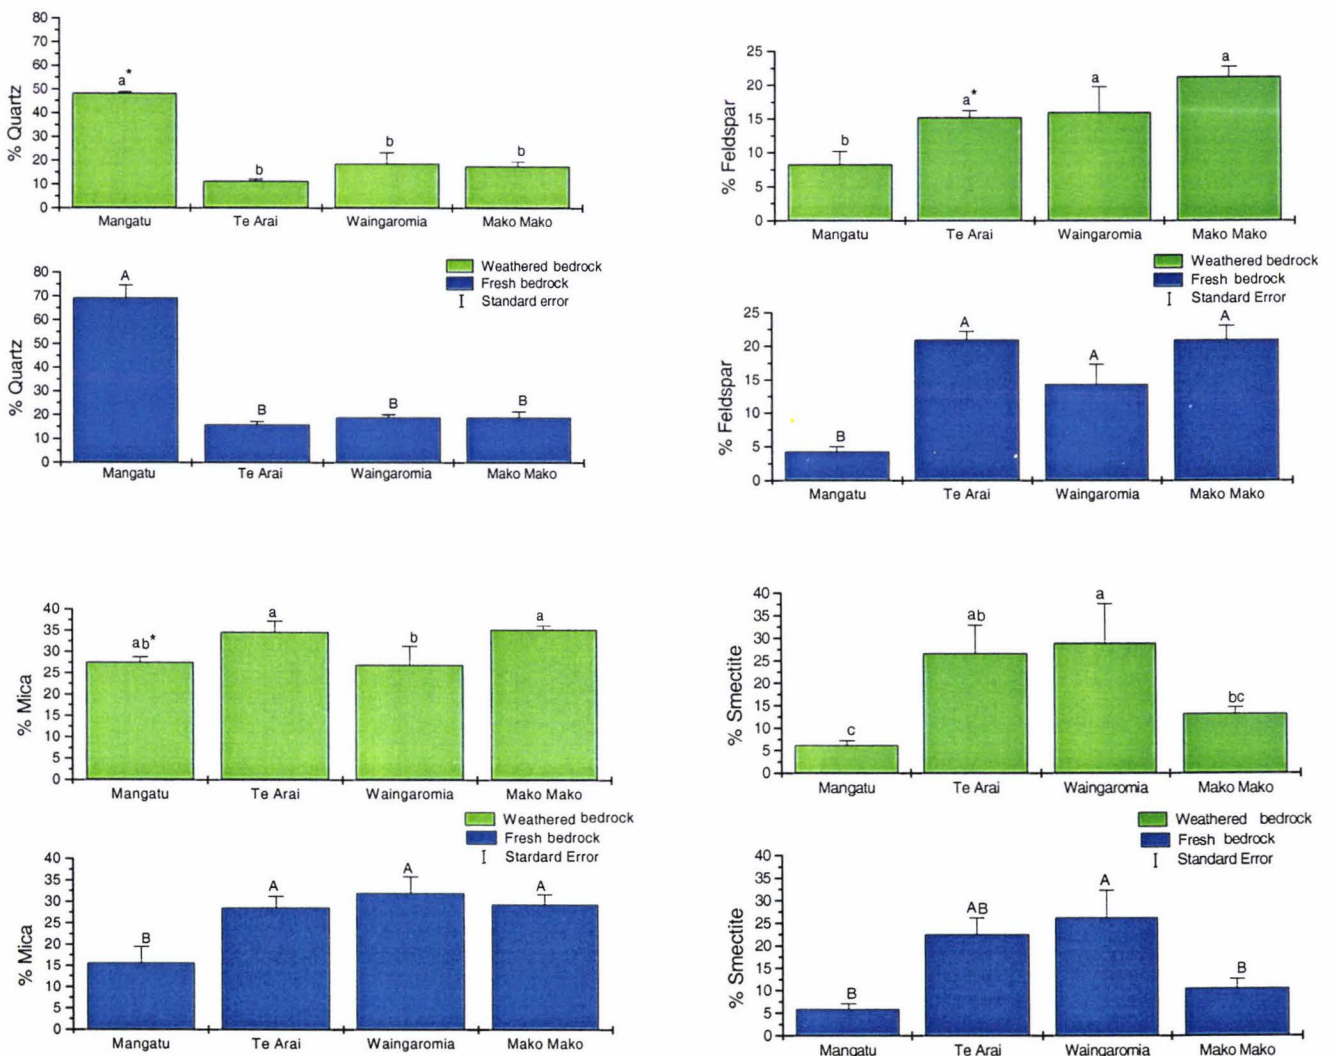 80
70
60
50
40
30
20
10
0
% Quartz
a*
b
b
b
Mangatu Te Arai Waingaromia Mako Mako
Weathered bedrock
Fresh bedrock
Standard error
80
70
60
50
40
30
20
10
0
% Quartz
A
B
B
B
Mangatu Te Arai Waingaromia Mako Mako
25
20
15
10
5
0
% Feldspar
b
a*
a
a
Mangatu Te Arai Waingaromia Mako Mako
Weathered bedrock
Fresh bedrock
Standard Error
25
20
15
10
5
0
% Feldspar
B
A
A
A
Mangatu Te Arai Waingaromia Mako Mako
40
35
30
25
20
15
10
5
0
% Mica
ab*
a
b
a
Mangatu Te Arai Waingaromia Mako Mako
Weathered bedrock
Fresh bedrock
Stardard Error
40
35
30
25
20
15
10
5
0
% Mica
B
A
A
A
Mangatu Te Arai Waingaromia Mako Mako
40
35
30
25
20
15
10
5
0
% Smectite
c
ab
a
bc
Mangatu Te Arai Waingaromia Mako Mako
Weathered bedrock
Fresh bedrock
Standard Error
40
35
30
25
20
15
10
5
0
% Smectite
B
AB
A
B
Mangatu Te Arai Waingaromia Mako Mako